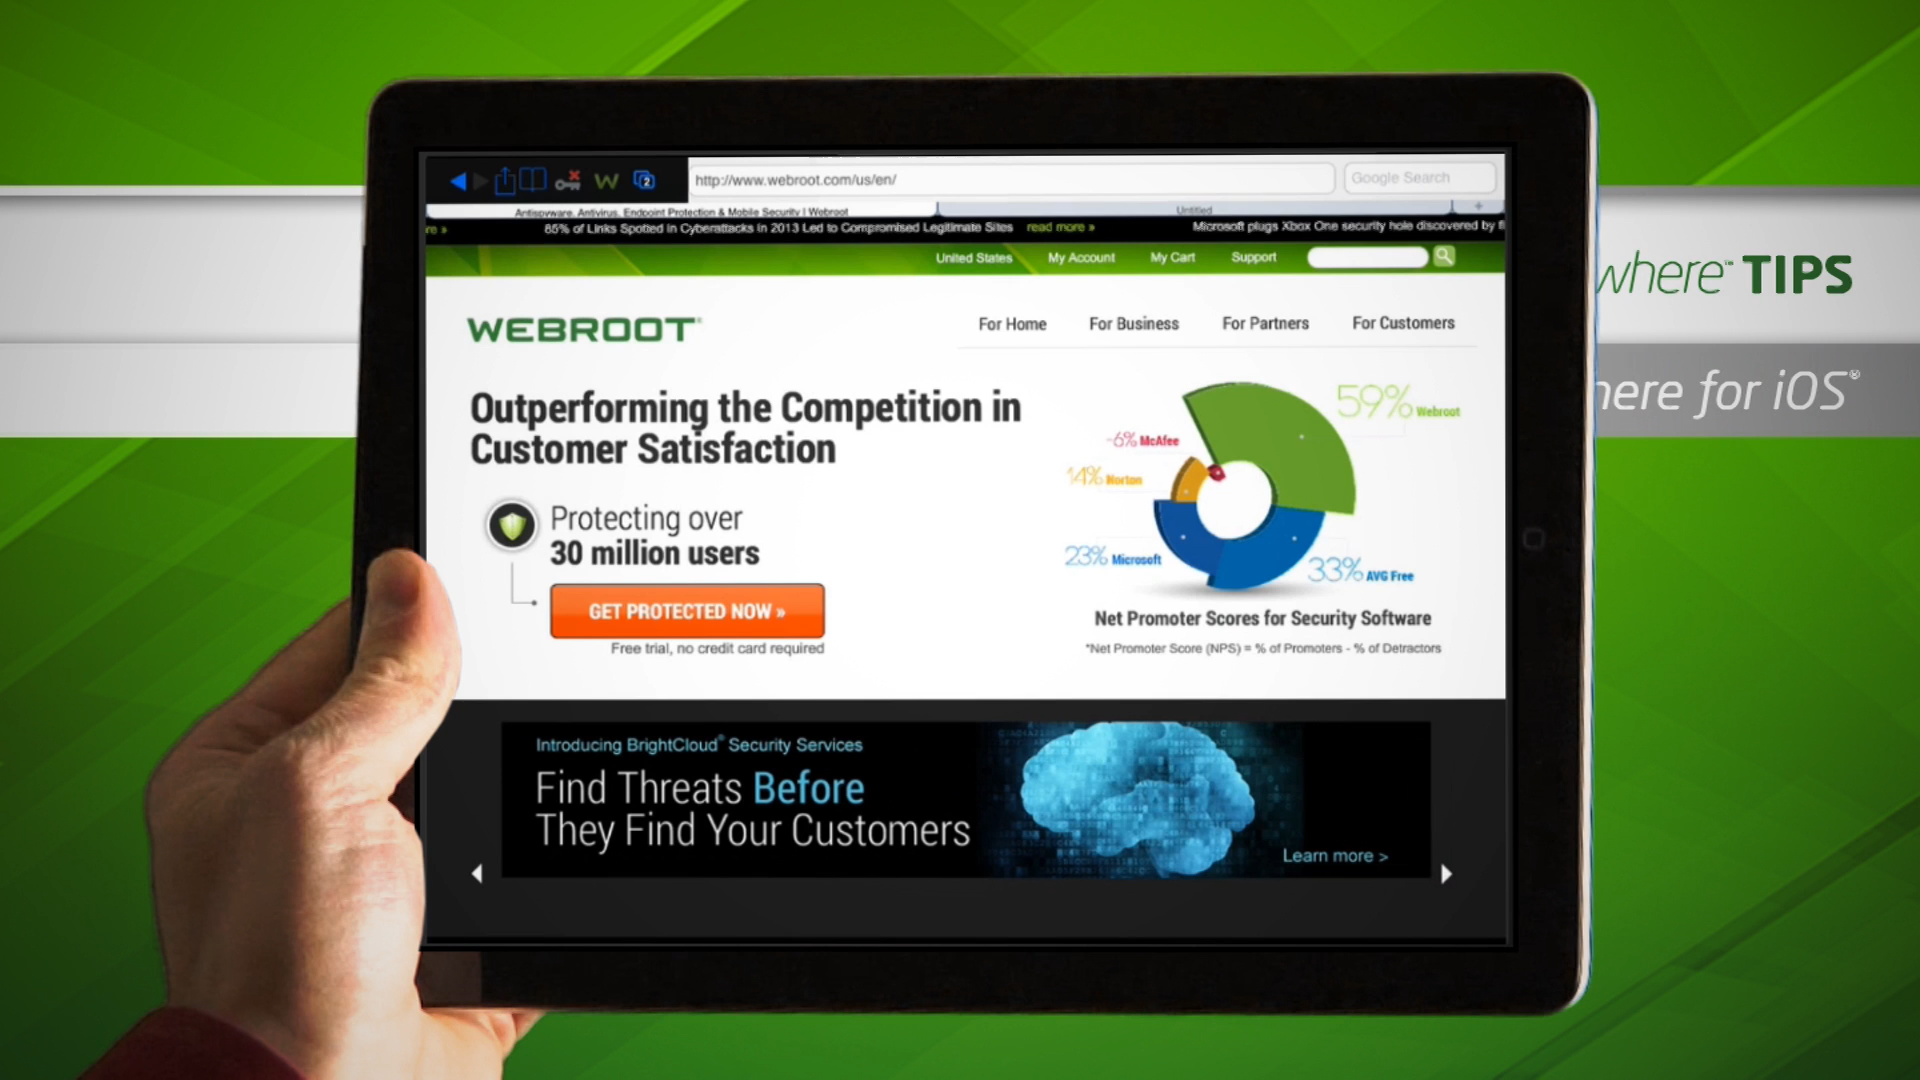 http://www.webroot.com/us/en/
Google Search
2
Antispyware, Antivirus, Endpoint Protection & Mobile Security | Webroot
Untitled
+
re »
85% of Links Spotted in Cyberattacks in 2013 Led to Compromised Legitimate Sites read more »
Microsoft plugs Xbox One security hole discovered by fi
United States
My Account
My Cart
Support
where™ TIPS
here for iOS®
WEBROOT®
For Home
For Business
For Partners
For Customers
Outperforming the Competition in
Customer Satisfaction
Protecting over
30 million users
GET PROTECTED NOW »
Free trial, no credit card required
59% Webroot
-6% McAfee
14% Norton
23% Microsoft
33% AVG Free
Net Promoter Scores for Security Software
*Net Promoter Score (NPS) = % of Promoters - % of Detractors
Introducing BrightCloud® Security Services
Find Threats Before
They Find Your Customers
Learn more >